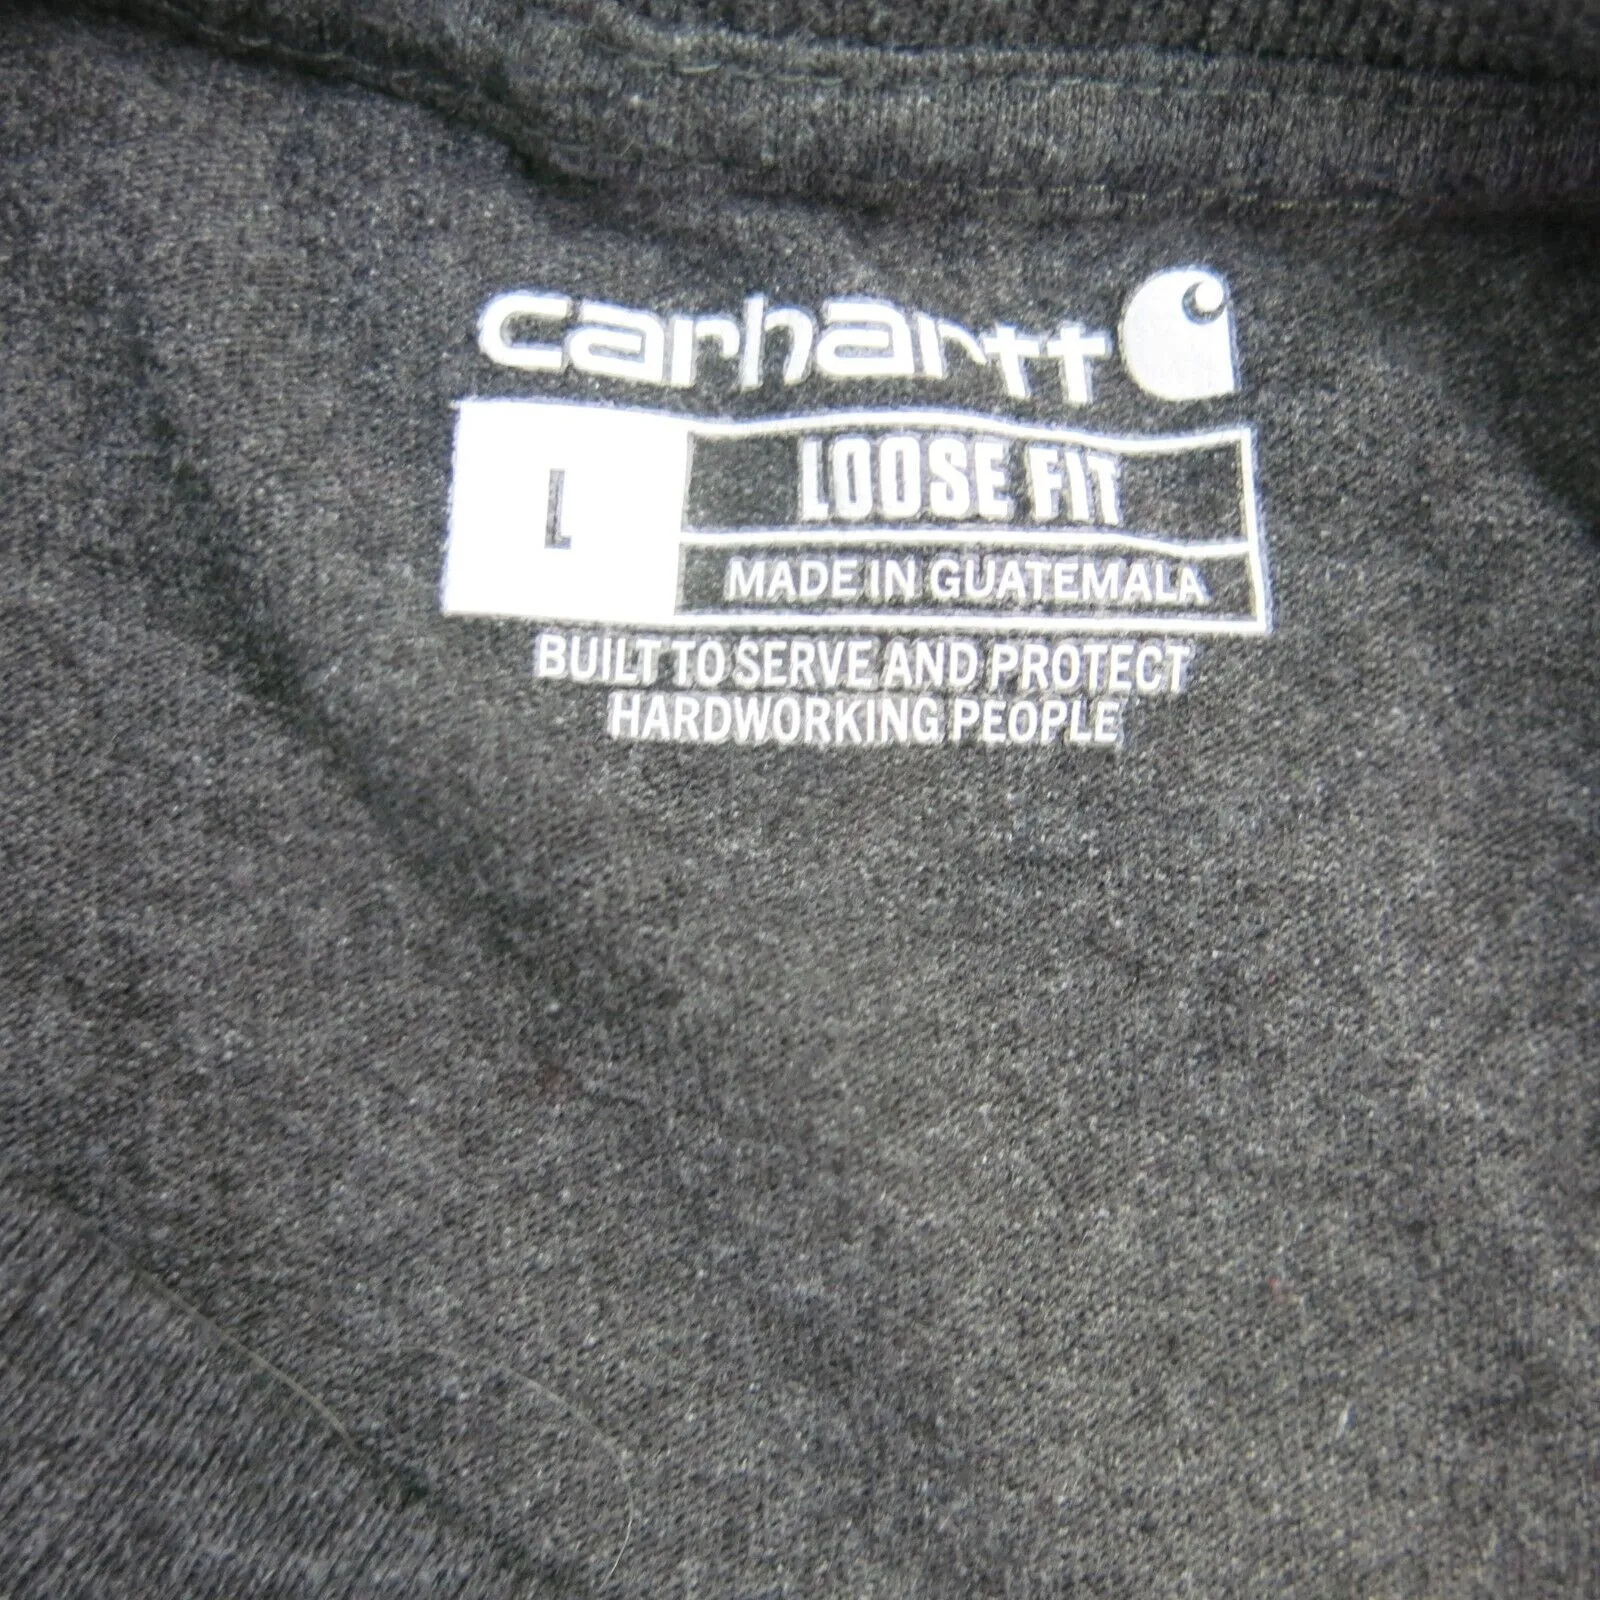 carhartt
L
LOOSE FIT
MADE IN GUATEMALA
BUILT TO SERVE AND PROTECT
HARDWORKING PEOPLE